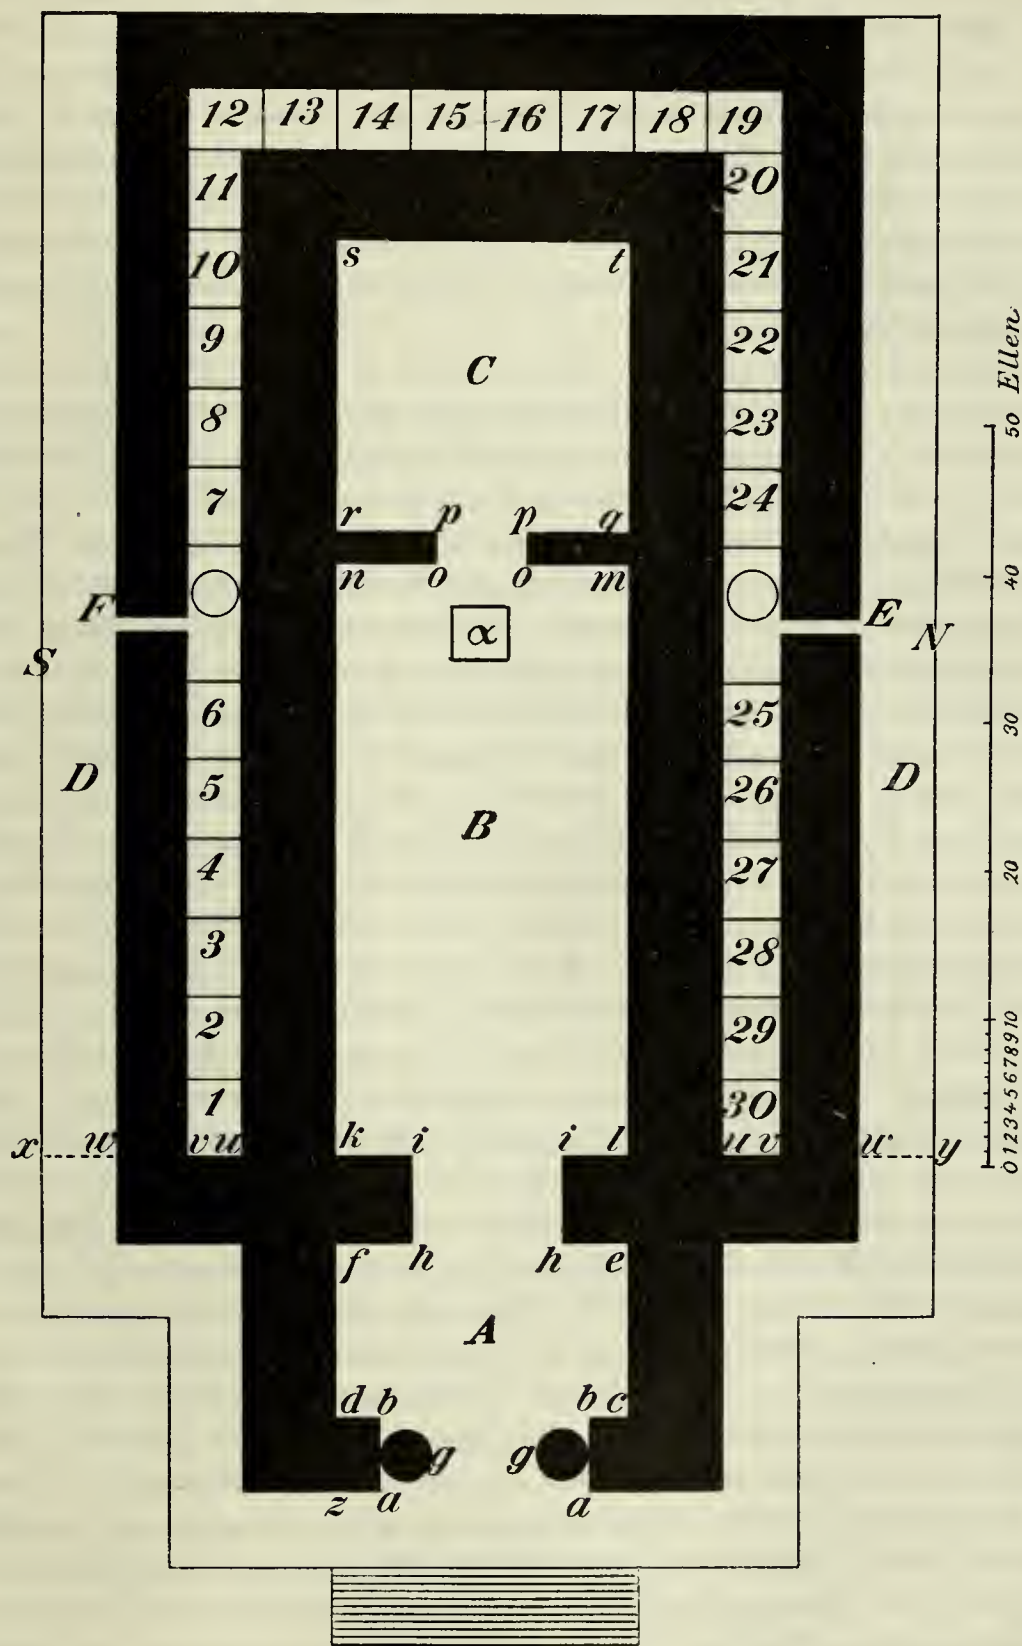 12 13 14 15 16 17 18 19
11 20
s t
10 21
9 22
C
8 23
r p p q
7 24
n o o m
F E
α
S N
6 25
D B D
5 26
4 27
3 28
2 29
1 30
x w v u k i i l u v u y
f h h e
A
d b b c
g g
z a a
0 1 2 3 4 5 6 7 8 9 10 20 30 40 50 Ellen